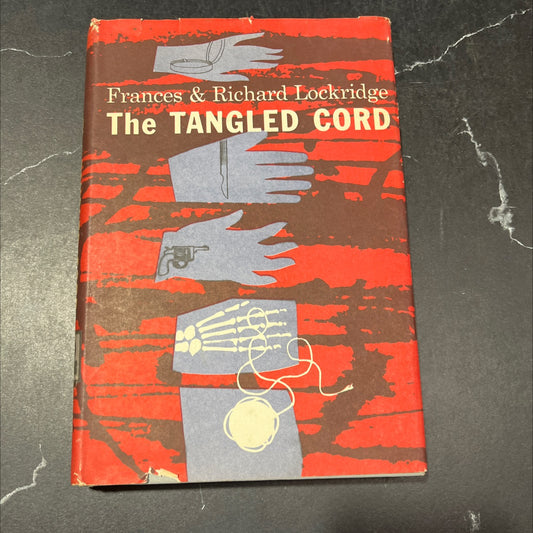 Frances & Richard Lockridge
The TANGLED CORD